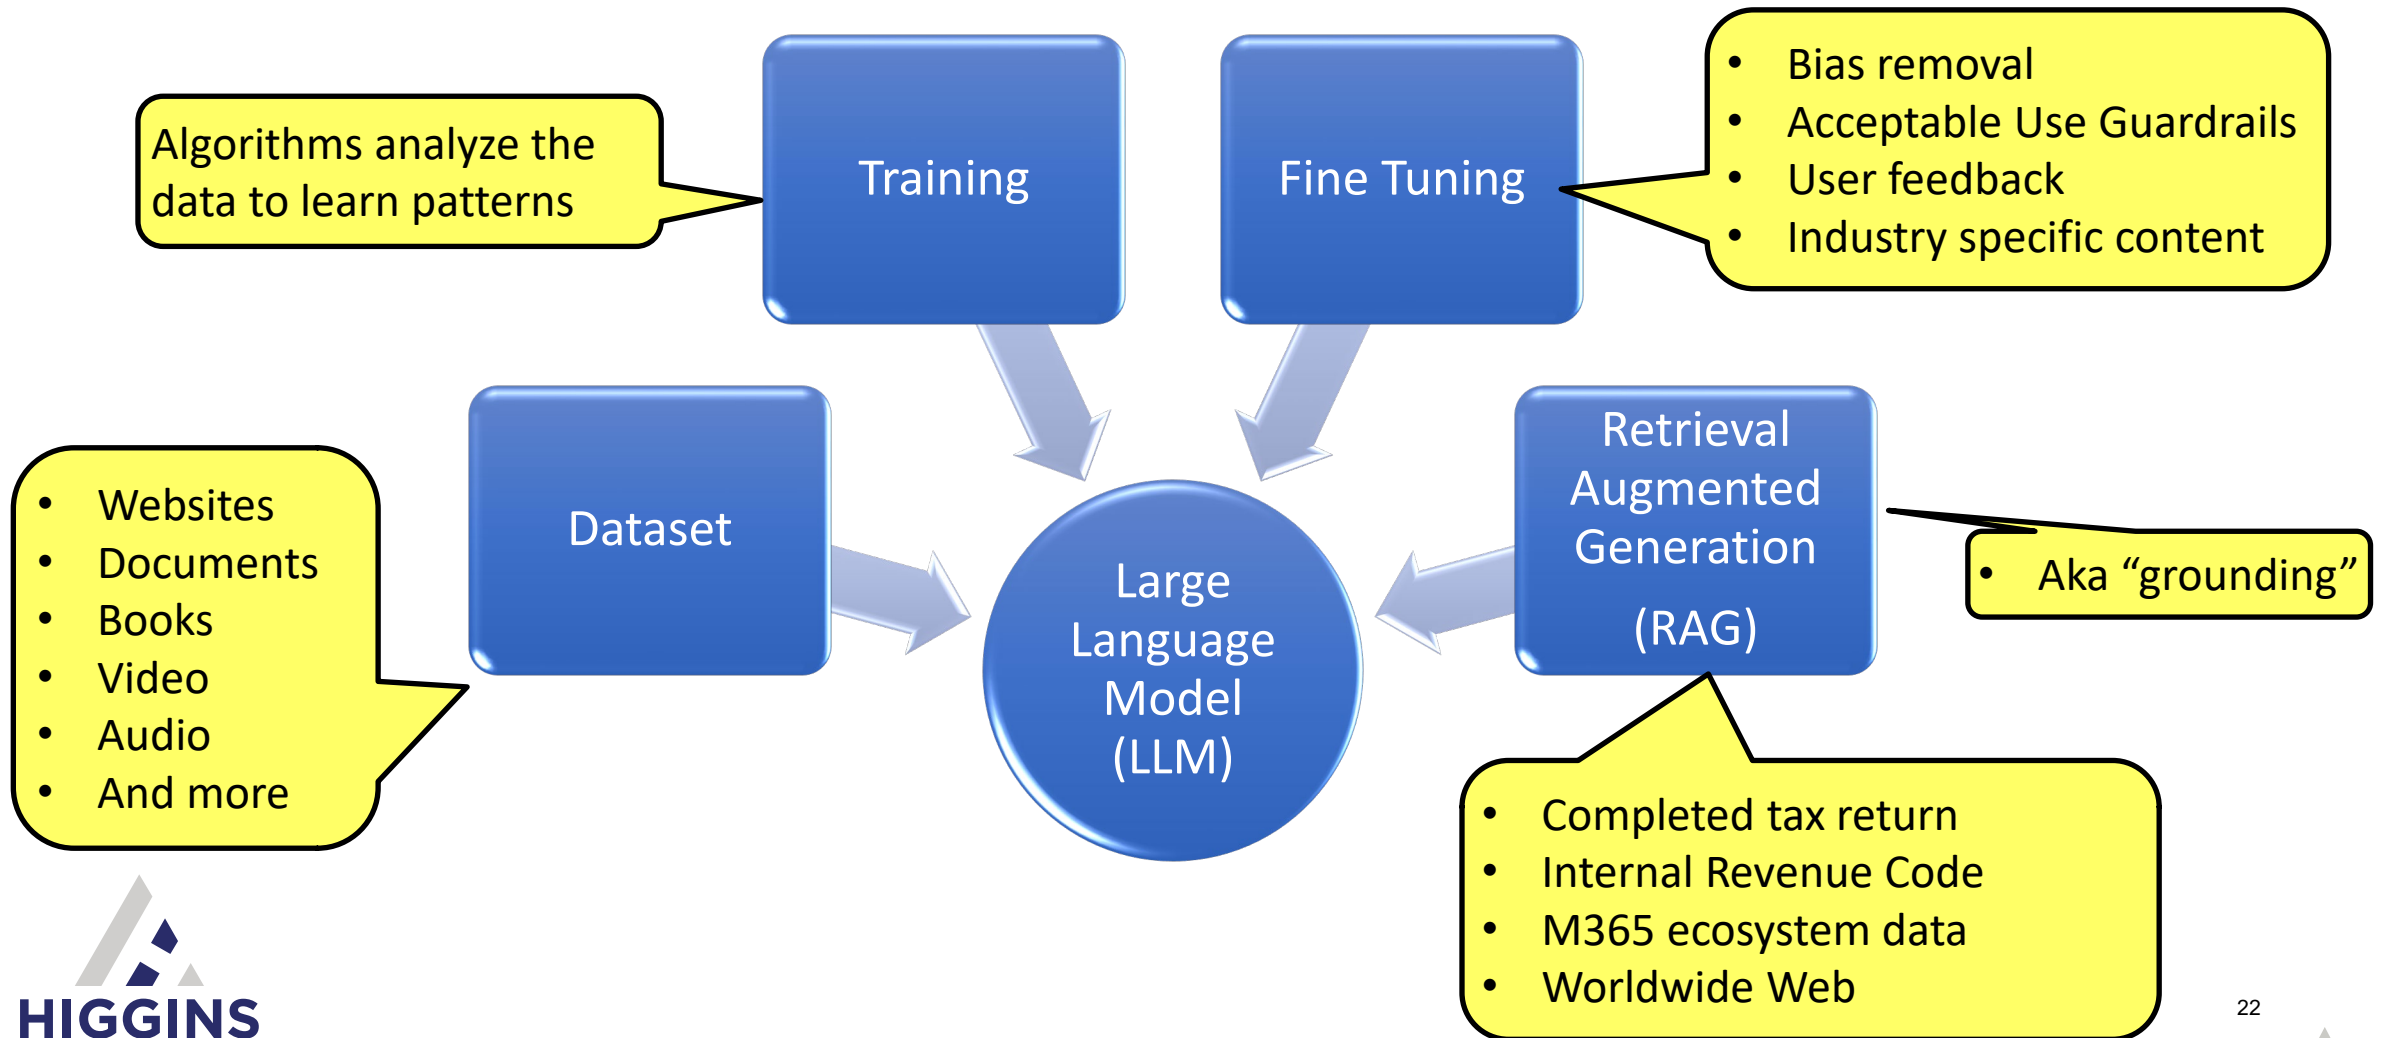 Algorithms analyze the
data to learn patterns
Training
Fine Tuning
• Bias removal
• Acceptable Use Guardrails
• User feedback
• Industry specific content
• Websites
• Documents
• Books
• Video
• Audio
• And more
Dataset
Large
Language
Model
(LLM)
Retrieval
Augmented
Generation
(RAG)
• Aka “grounding”
• Completed tax return
• Internal Revenue Code
• M365 ecosystem data
• Worldwide Web
HIGGINS
22